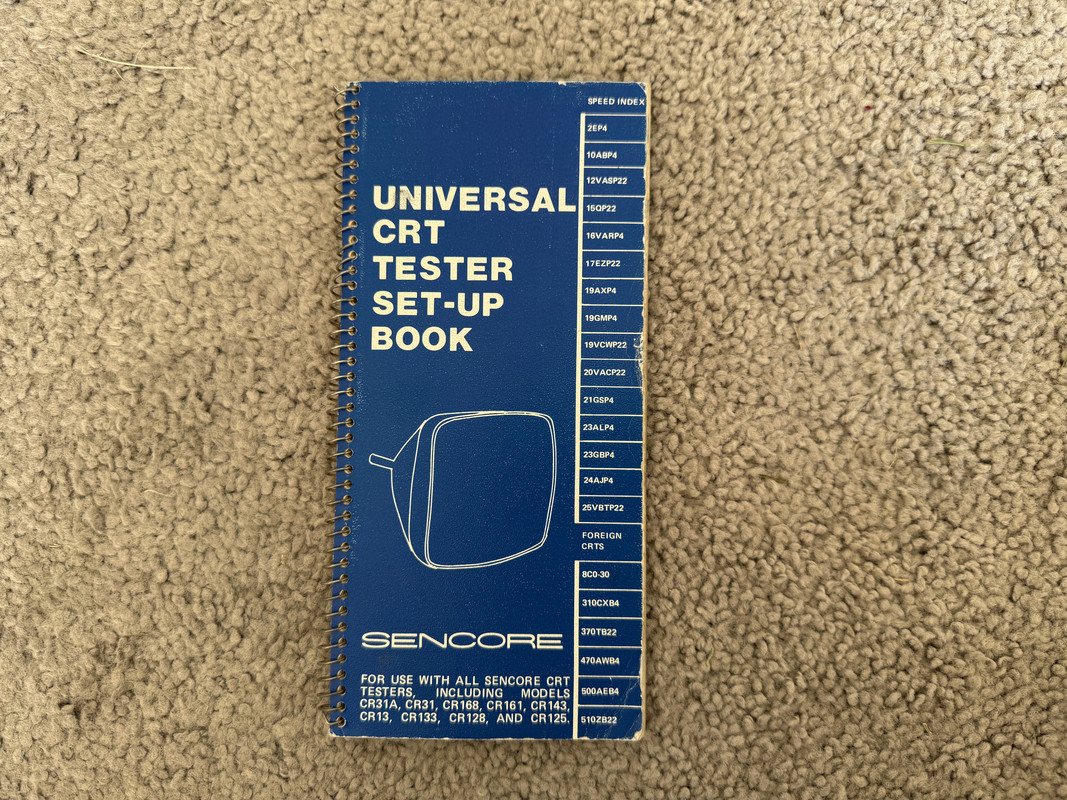 UNIVERSAL
CRT
TESTER
SET-UP
BOOK
SENCORE
FOR USE WITH ALL SENCORE CRT
TESTERS, INCLUDING MODELS
CR31A, CR31, CR168, CR161, CR143,
CR13, CR133, CR128, AND CR125.
SPEED INDEX
2EP4
10ABP4
12VASP22
15QP22
16VARP4
17EZP22
19AXP4
19GMP4
19VCWP22
20VACP22
21GSP4
23ALP4
23GBP4
24AJP4
25VBTP22
FOREIGN
CRTS
8C0-30
310CXB4
370TB22
470AWB4
500AEB4
510ZB22